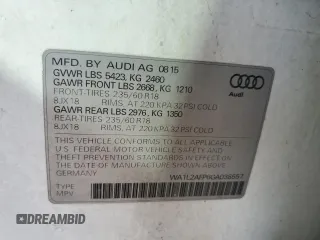 MFD. BY AUDI AG 08 15
GVWR LBS 5423, KG 2460
GAWR FRONT LBS 2668, KG 1210
FRONT-TIRES 235/60 R18
8JX18 RIMS, AT 220 KPA 32 PSI COLD
GAWR REAR LBS 2976, KG 1350
REAR-TIRES 235/60 R18
8JX18 RIMS, AT 220 KPA 32 PSI COLD
Audi
THIS VEHICLE CONFORMS TO ALL APPLICABLE
U.S. FEDERAL MOTOR VEHICLE SAFETY, BUMPER AND
THEFT PREVENTION STANDARDS IN EFFECT ON
THE DATE OF MANUFACTURE SHOWN ABOVE
TYPE: MPV
AUTOBIDMASTER